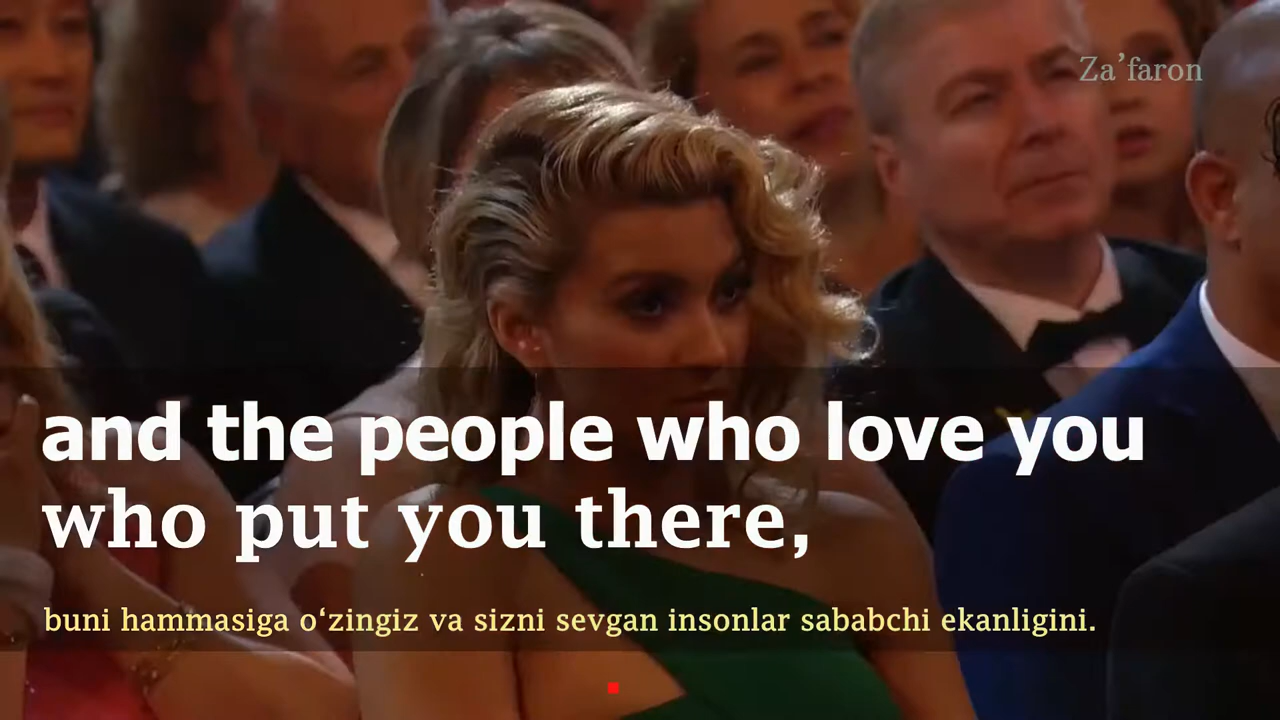 Za’faron
and the people who love you
who put you there,
buni hammasiga o‘zingiz va sizni sevgan insonlar sababchi ekanligini.